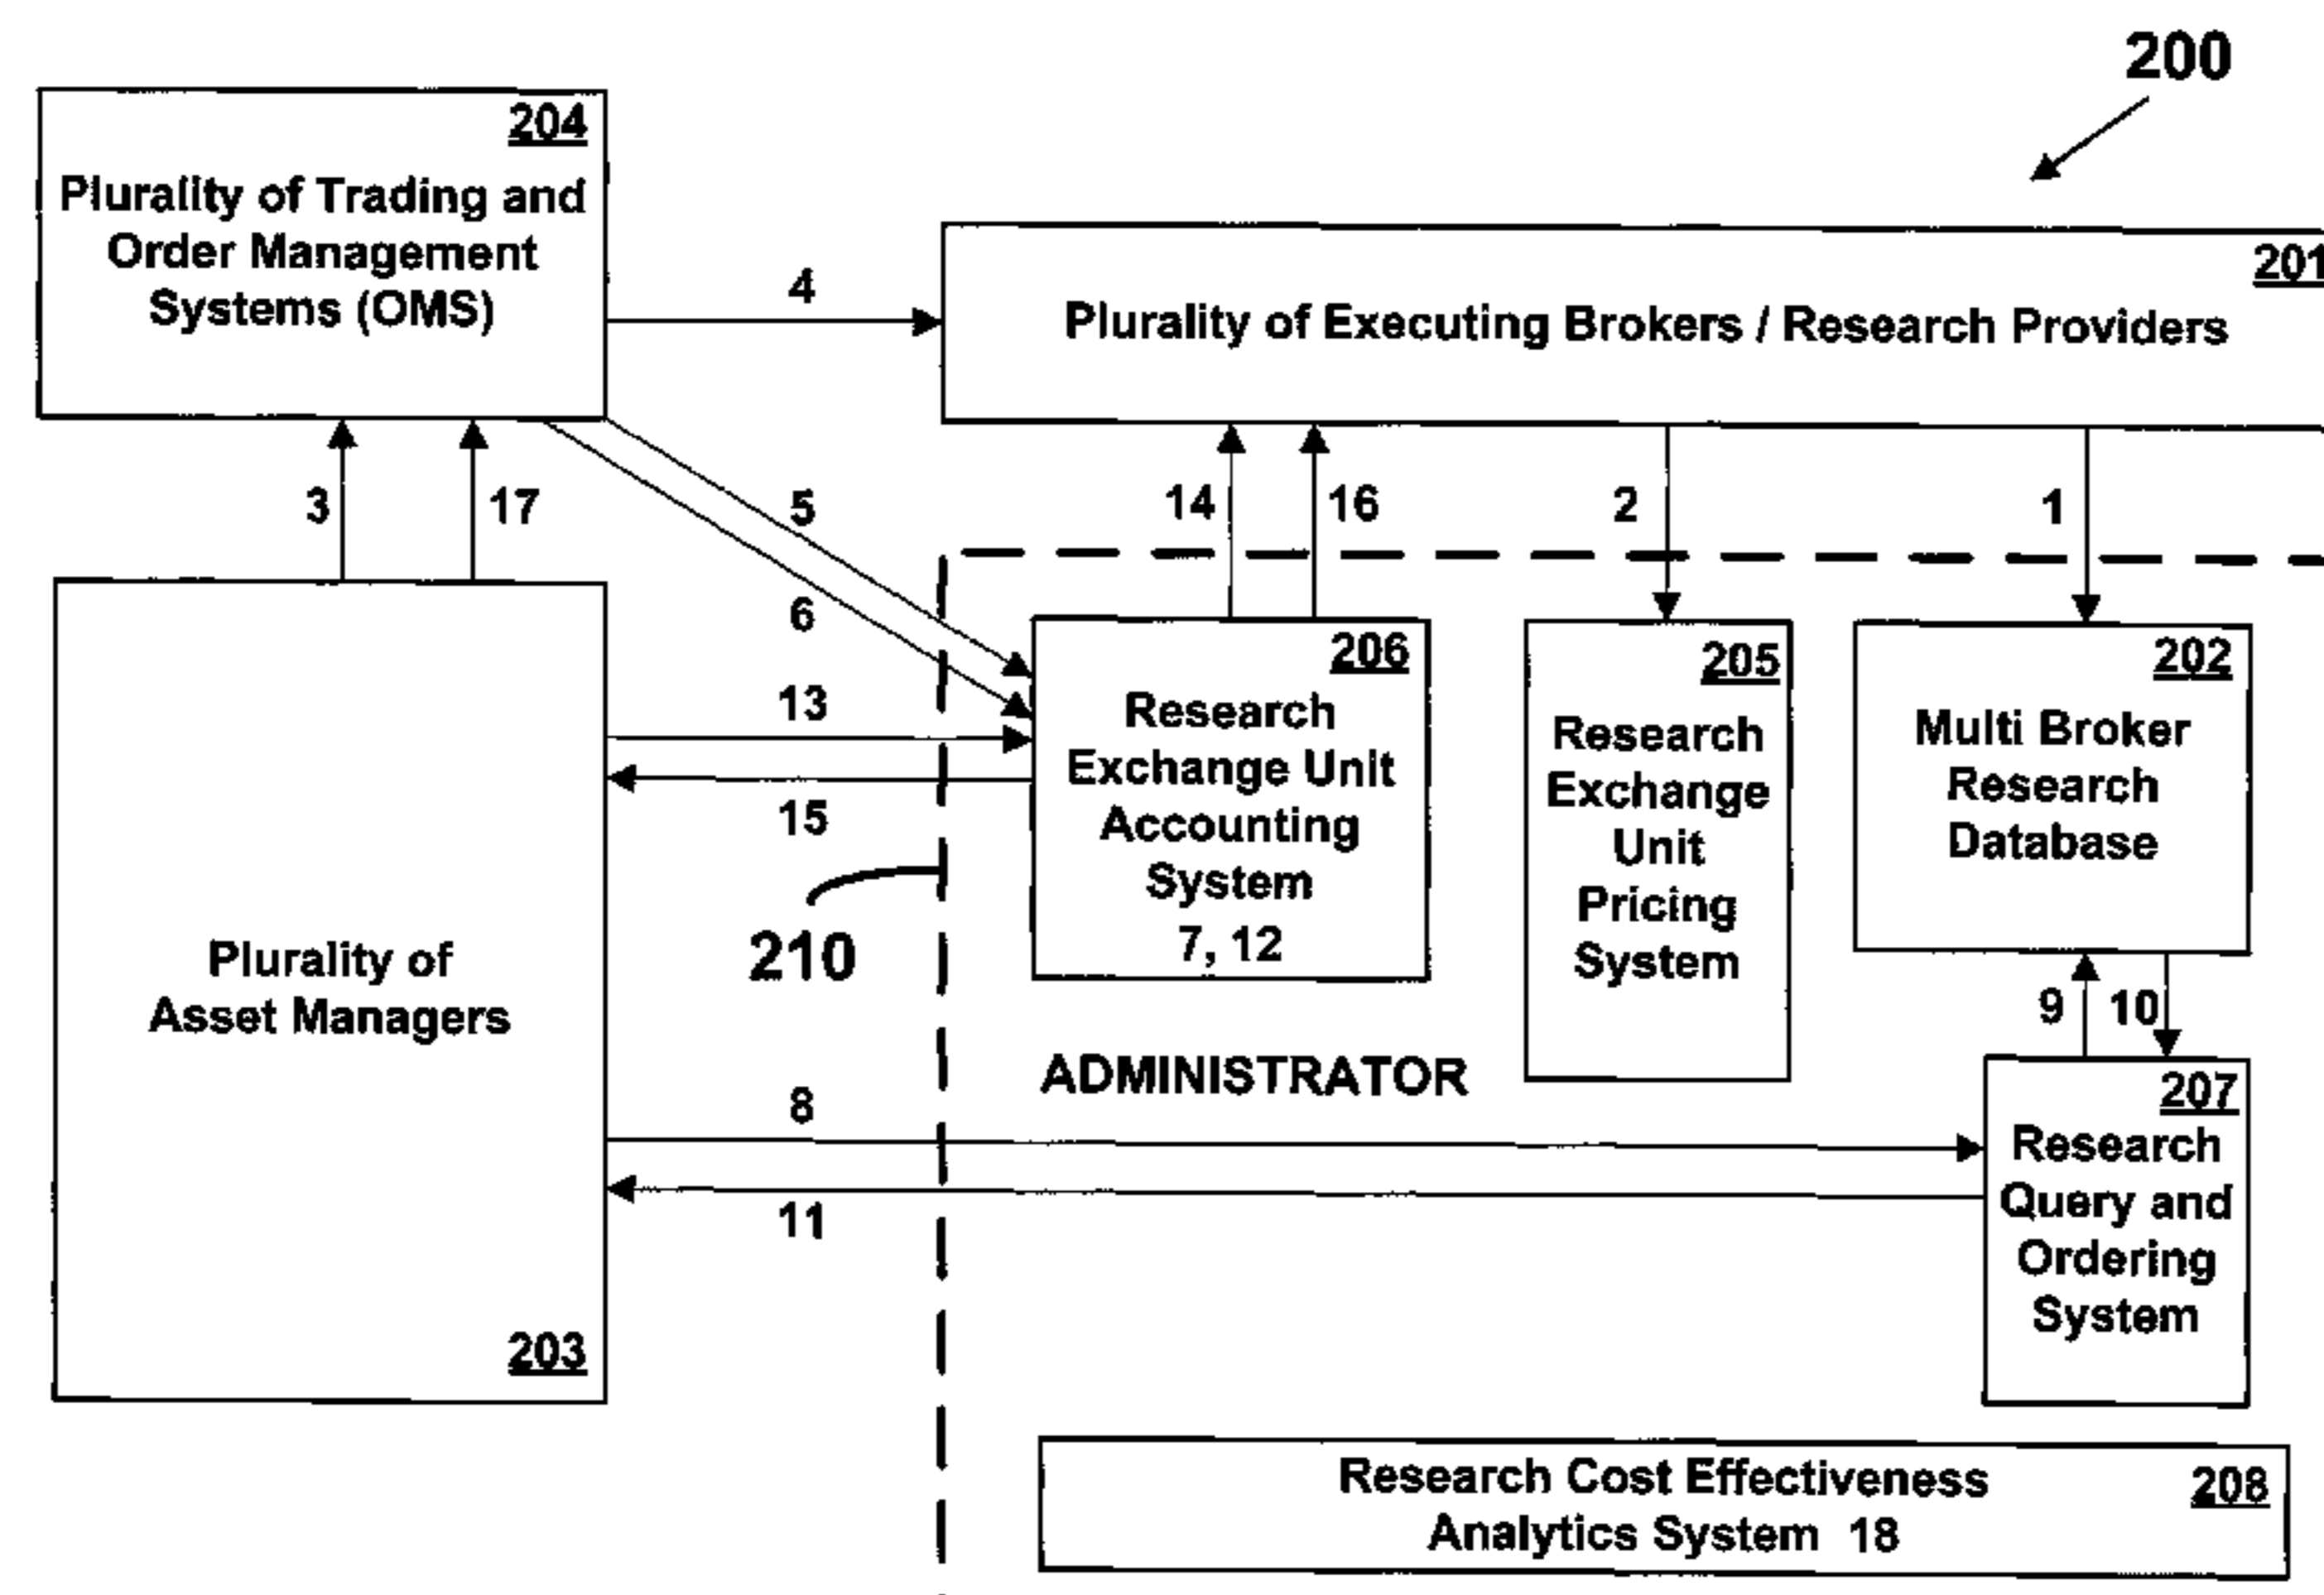 200
204
Plurality of Trading and
Order Management
Systems (OMS)
4
201
Plurality of Executing Brokers / Research Providers
3
17
5
6
14
16
2
1
Plurality of
Asset Managers
203
13
15
210
206
Research
Exchange Unit
Accounting
System
7, 12
205
Research
Exchange
Unit
Pricing
System
202
Multi Broker
Research
Database
9
10
ADMINISTRATOR
8
11
207
Research
Query and
Ordering
System
Research Cost Effectiveness
Analytics System 18
208